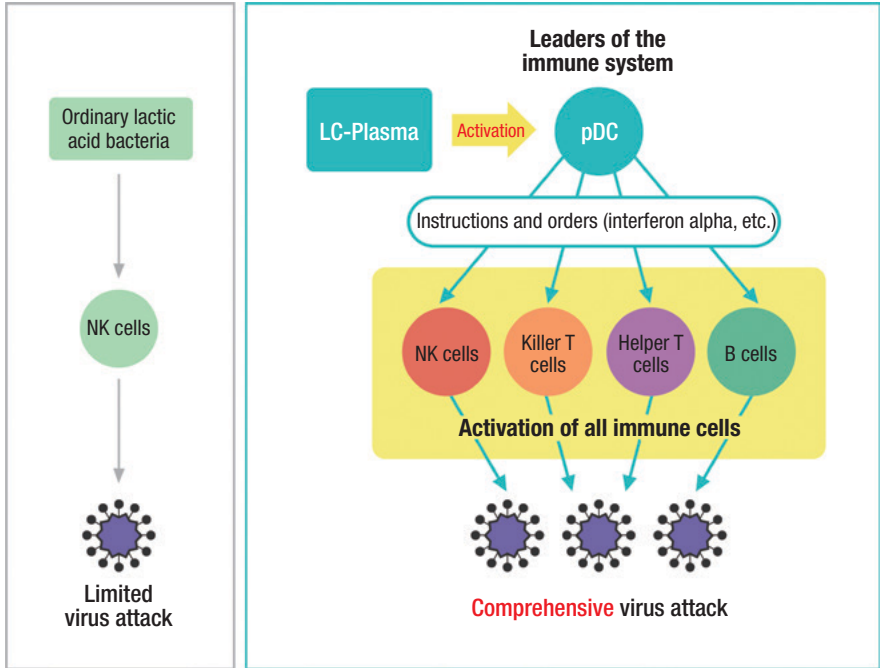 Ordinary lactic
acid bacteria
NK cells
Limited
virus attack
Leaders of the
immune system
LC-Plasma
Activation
pDC
Instructions and orders (interferon alpha, etc.)
NK cells
Killer T
cells
Helper T
cells
B cells
Activation of all immune cells
Comprehensive virus attack